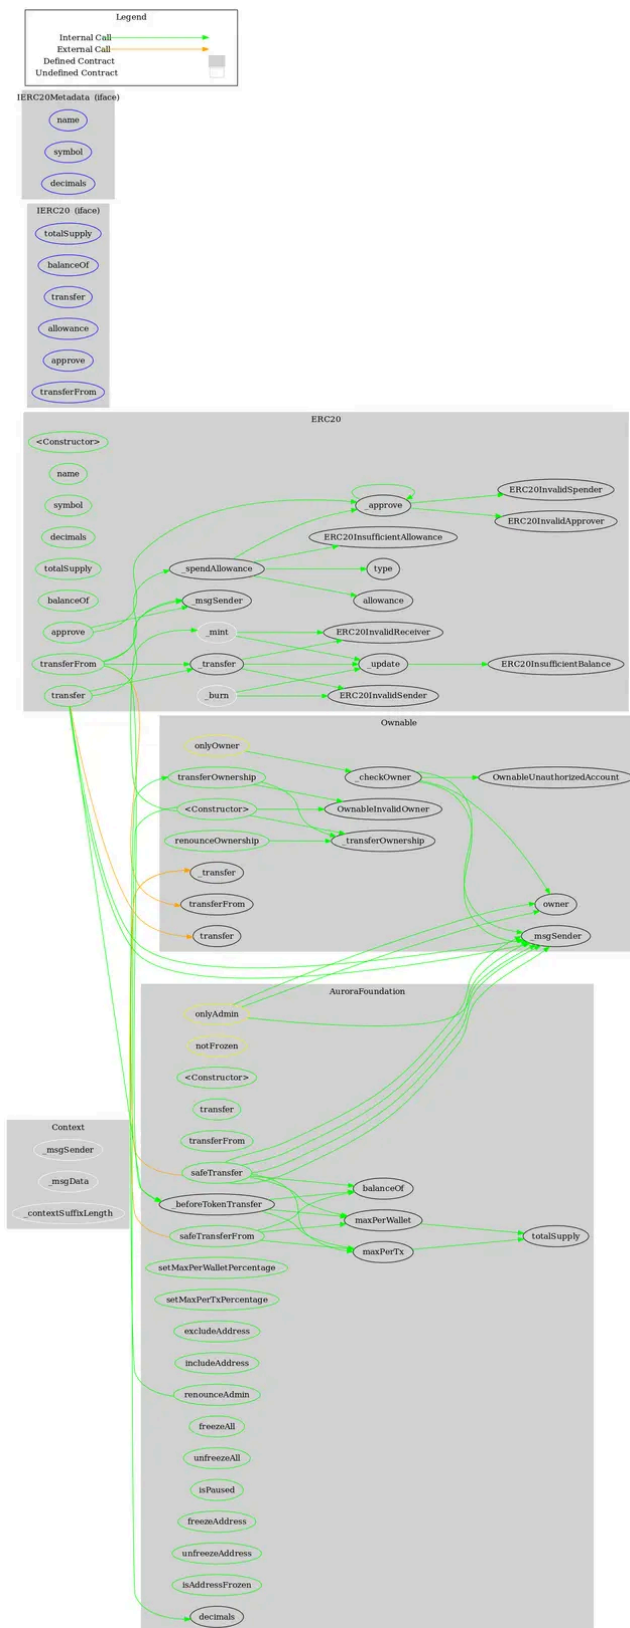 Legend
Internal Call
External Call
Defined Contract
Undefined Contract
IERC20Metadata (iface)
name
symbol
decimals
IERC20 (iface)
totalSupply
balanceOf
transfer
allowance
approve
transferFrom
ERC20
<Constructor>
name
symbol
decimals
totalSupply
balanceOf
approve
transferFrom
transfer
_spendAllowance
_msgSender
_mint
_transfer
_burn
_approve
ERC20InsufficientAllowance
type
allowance
ERC20InvalidReceiver
_update
ERC20InvalidSender
ERC20InvalidSpender
ERC20InvalidApprover
ERC20InsufficientBalance
Ownable
onlyOwner
transferOwnership
<Constructor>
renounceOwnership
_transfer
transferFrom
transfer
_checkOwner
OwnableInvalidOwner
_transferOwnership
OwnableUnauthorizedAccount
owner
_msgSender
AuroraFoundation
onlyAdmin
notFrozen
<Constructor>
transfer
transferFrom
safeTransfer
_beforeTokenTransfer
safeTransferFrom
setMaxPerWalletPercentage
setMaxPerTxPercentage
excludeAddress
includeAddress
renounceAdmin
freezeAll
unfreezeAll
isPaused
freezeAddress
unfreezeAddress
isAddressFrozen
decimals
balanceOf
maxPerWallet
maxPerTx
totalSupply
Context
_msgSender
_msgData
_contextSuffixLength